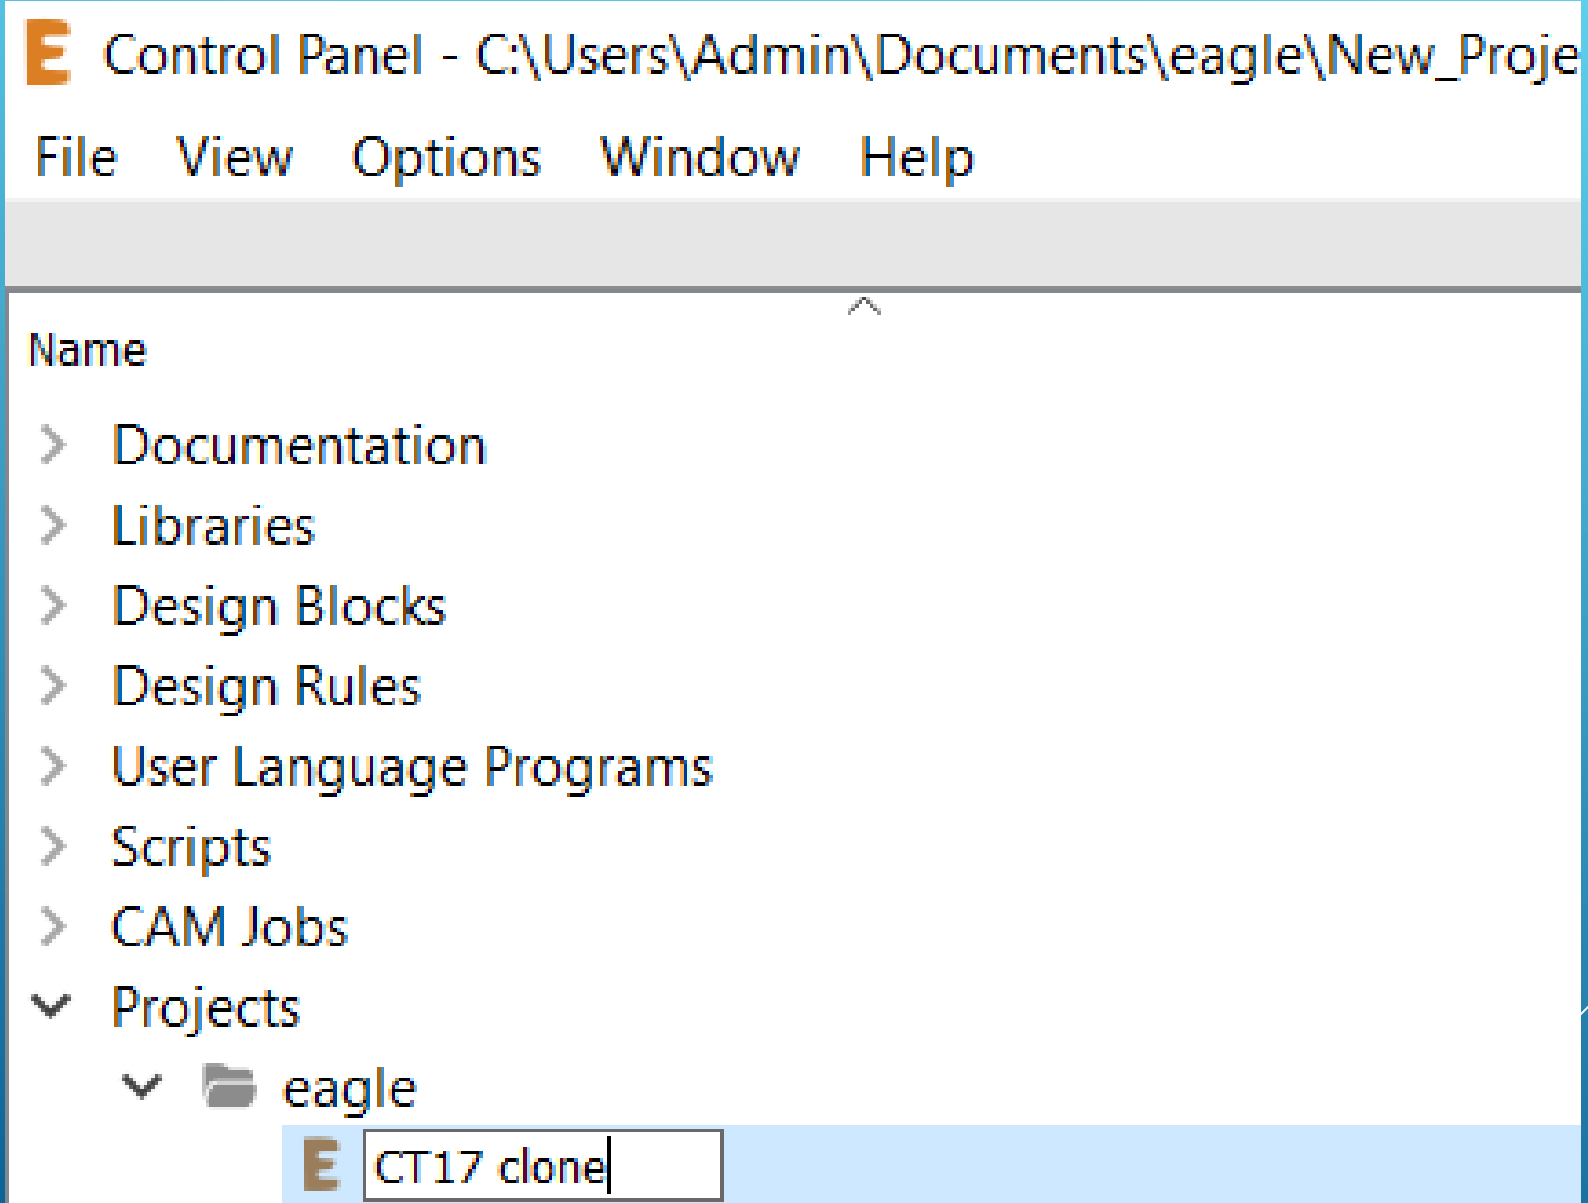 E Control Panel - C:\Users\Admin\Documents\eagle\New_Proje
File View Options Window Help
Name
Documentation
Libraries
Design Blocks
Design Rules
User Language Programs
Scripts
CAM Jobs
Projects
eagle
E CT17 clone